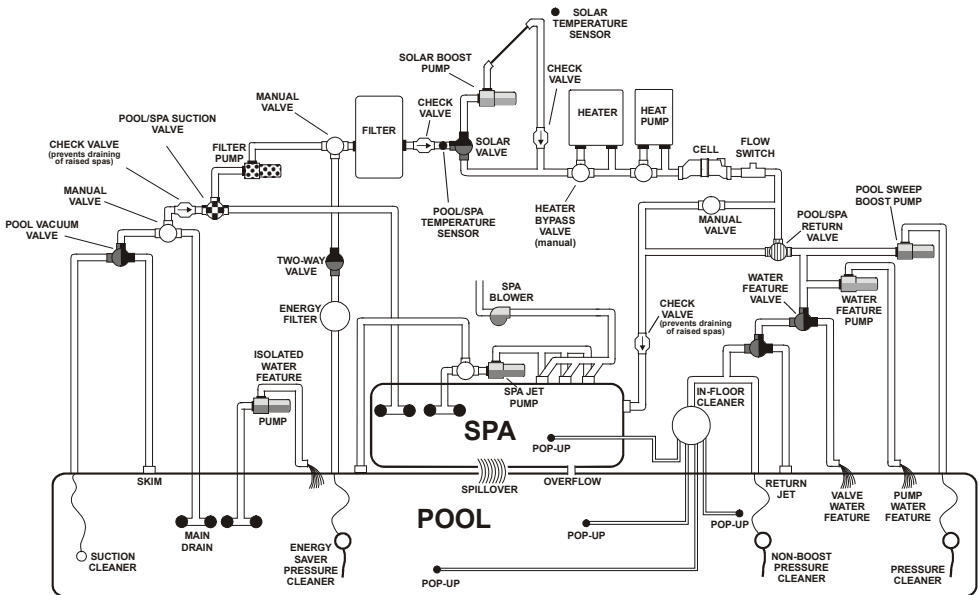 SOLAR
TEMPERATURE
SENSOR
SOLAR BOOST
PUMP
CHECK
VALVE
MANUAL
VALVE
FILTER
CHECK
VALVE
HEATER
HEAT
PUMP
POOL/SPA SUCTION
VALVE
CHECK VALVE
(prevents draining
of raised spas)
FILTER
PUMP
SOLAR
VALVE
CELL
FLOW
SWITCH
MANUAL
VALVE
POOL VACUUM
VALVE
POOL/SPA
TEMPERATURE
SENSOR
HEATER
BYPASS
VALVE
(manual)
MANUAL
VALVE
POOL/SPA
RETURN
VALVE
POOL SWEEP
BOOST PUMP
TWO-WAY
VALVE
ENERGY
FILTER
SPA
BLOWER
CHECK
VALVE
(prevents draining
of raised spas)
WATER
FEATURE
VALVE
WATER
FEATURE
PUMP
ISOLATED
WATER
FEATURE
PUMP
SPA JET
PUMP
IN-FLOOR
CLEANER
SPA
POP-UP
SKIM
SPILLOVER
OVERFLOW
RETURN
JET
VALVE
WATER
FEATURE
PUMP
WATER
FEATURE
POOL
MAIN
DRAIN
SUCTION
CLEANER
ENERGY
SAVER
PRESSURE
CLEANER
POP-UP
POP-UP
POP-UP
NON-BOOST
PRESSURE
CLEANER
PRESSURE
CLEANER